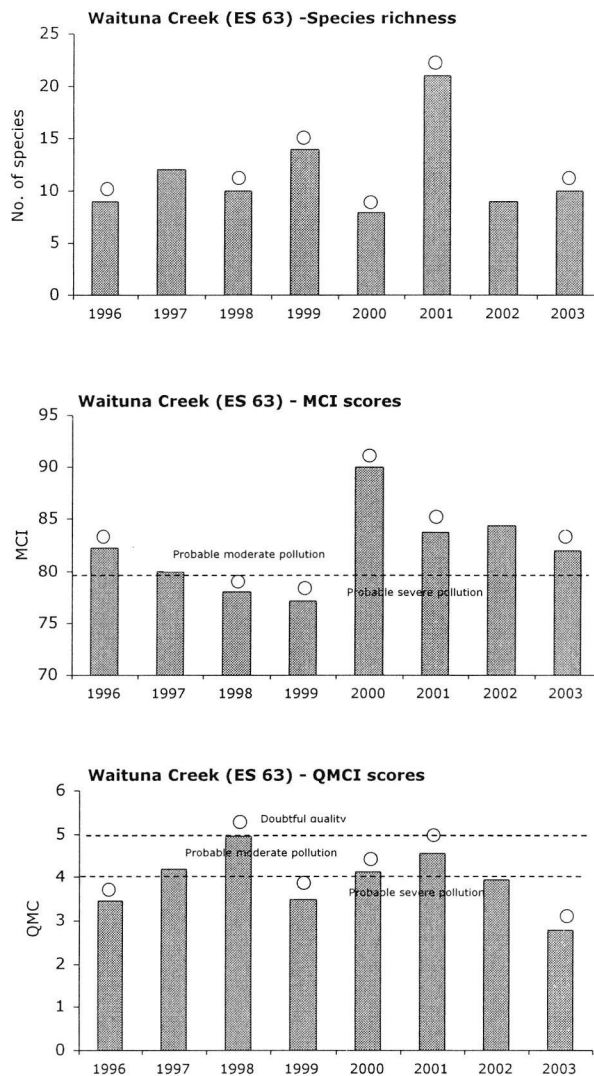 Waituna Creek (ES 63) -Species richness
No. of species
25
20
15
10
5
0
1996 1997 1998 1999 2000 2001 2002 2003
Waituna Creek (ES 63) - MCI scores
MCI
95
90
85
80
75
70
Probable moderate pollution
Probable severe pollution
1996 1997 1998 1999 2000 2001 2002 2003
Waituna Creek (ES 63) - QMCI scores
QMC
6
5
4
3
2
1
0
Doubtful quality
Probable moderate pollution
Probable severe pollution
1996 1997 1998 1999 2000 2001 2002 2003